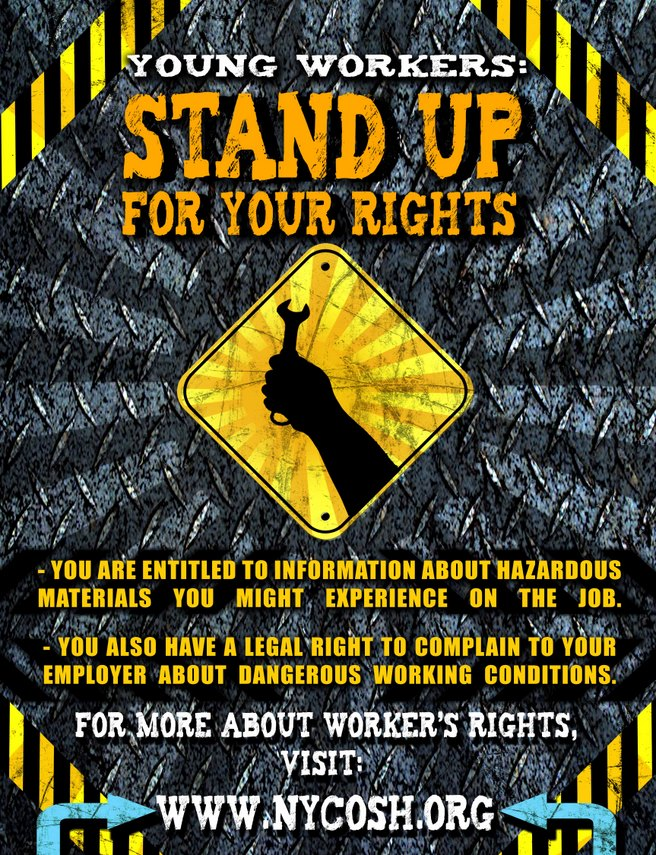 YOUNG WORKERS:
STAND UP
FOR YOUR RIGHTS
- YOU ARE ENTITLED TO INFORMATION ABOUT HAZARDOUS
MATERIALS YOU MIGHT EXPERIENCE ON THE JOB.
- YOU ALSO HAVE A LEGAL RIGHT TO COMPLAIN TO YOUR
EMPLOYER ABOUT DANGEROUS WORKING CONDITIONS.
FOR MORE ABOUT WORKER'S RIGHTS,
VISIT:
WWW.NYCOSH.ORG